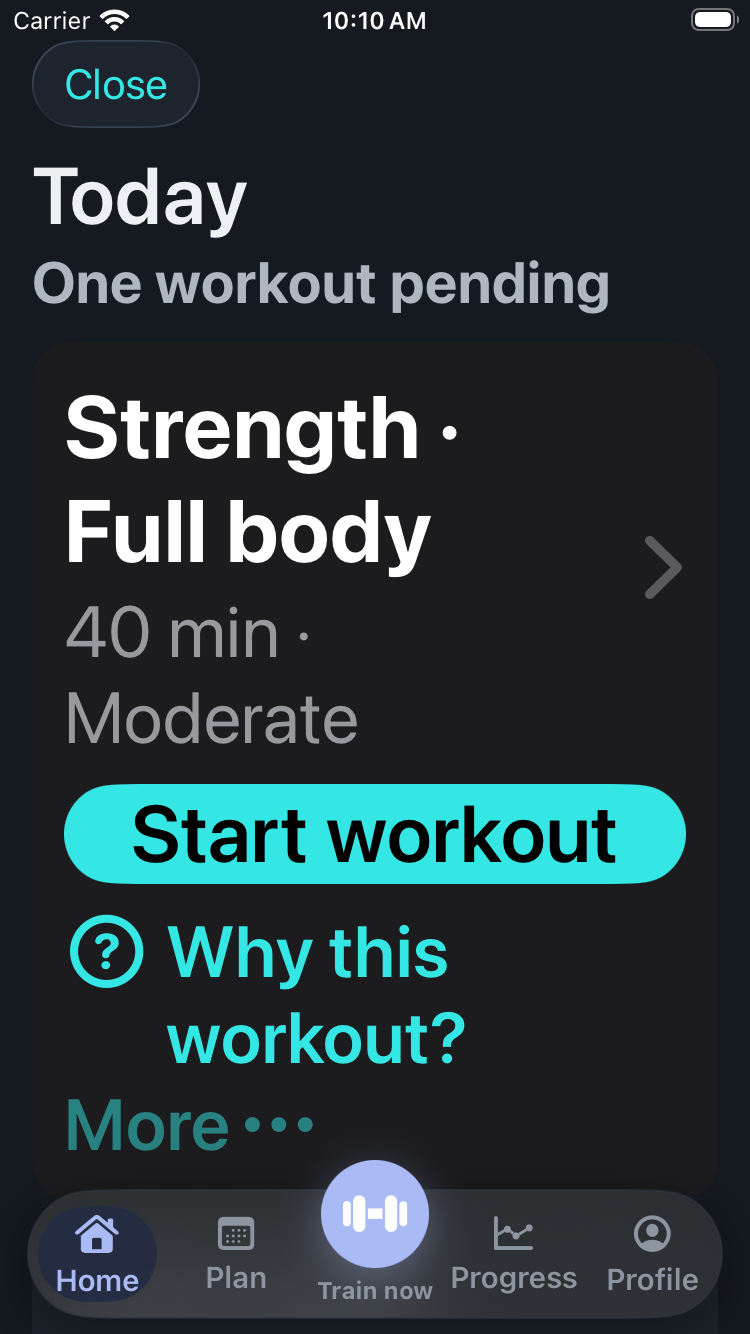 Carrier 10:10 AM
Close
Today
One workout pending
Strength ·
Full body
40 min ·
Moderate
Start workout
? Why this
workout?
More •••
Home Plan Train now Progress Profile